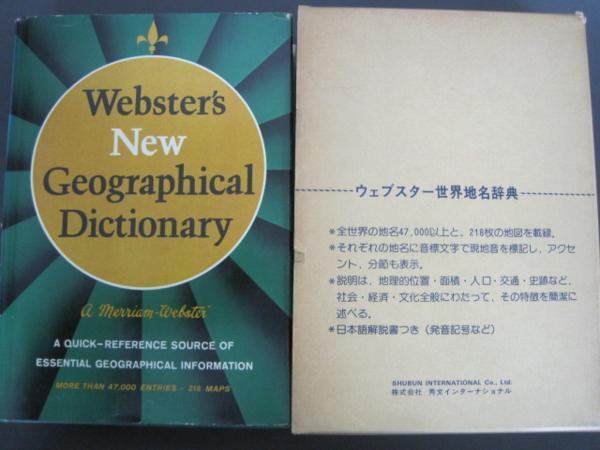 Webster's
New
Geographical
Dictionary
A Merriam-Webster®
A QUICK-REFERENCE SOURCE OF
ESSENTIAL GEOGRAPHICAL INFORMATION
MORE THAN 47,000 ENTRIES - 218 MAPS
ウェブスター世界地名辞典
*全世界の地名47,000以上と、218枚の地図を載録。
*それぞれの地名に音標文字で現地音を標記し、アクセ
ント、分節も表示。
*説明は、地理的位置・面積・人口・交通・史跡など、
社会・経済・文化全般にわたって、その特徴を簡潔に
述べる。
*日本語解説書つき（発音記号など）
SHUBUN INTERNATIONAL Co., Ltd.
株式会社 秀文インターナショナル